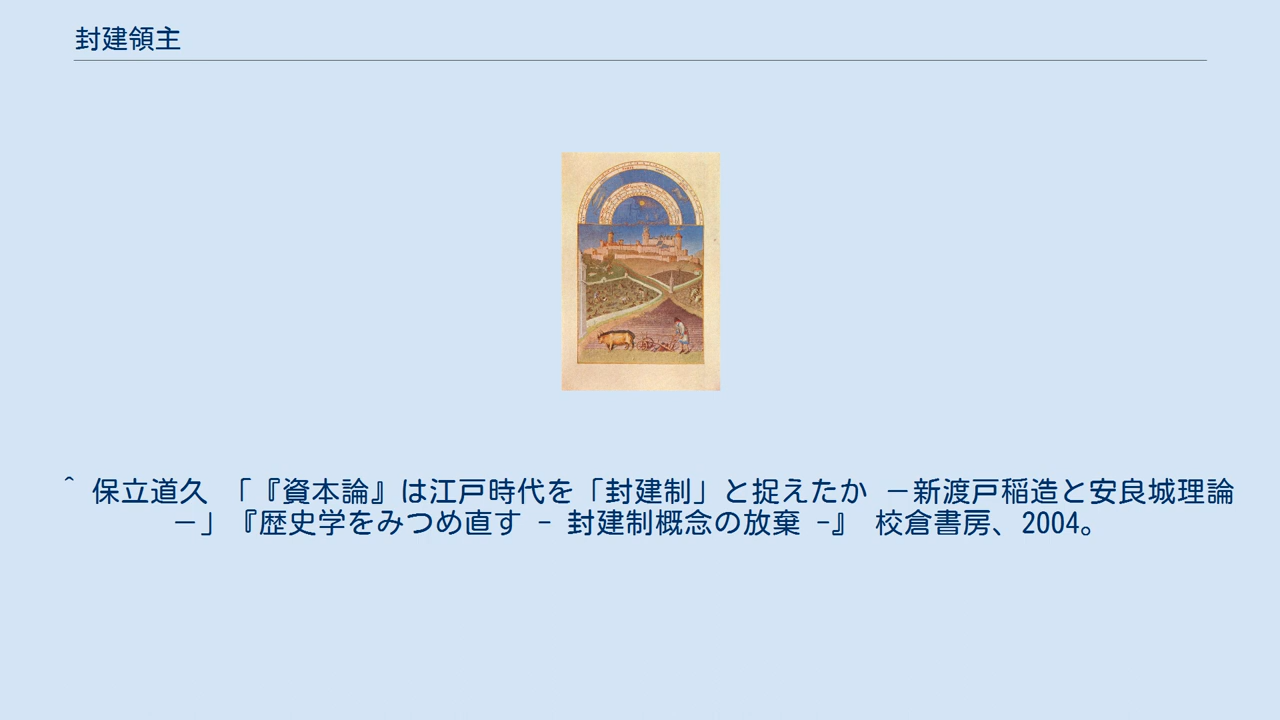 封建領主
^ 保立道久 「『資本論』は江戸時代を「封建制」と捉えたか －新渡戸稲造と安良城理論
－」『歴史学をみつめ直す - 封建制概念の放棄 -』 校倉書房、2004。